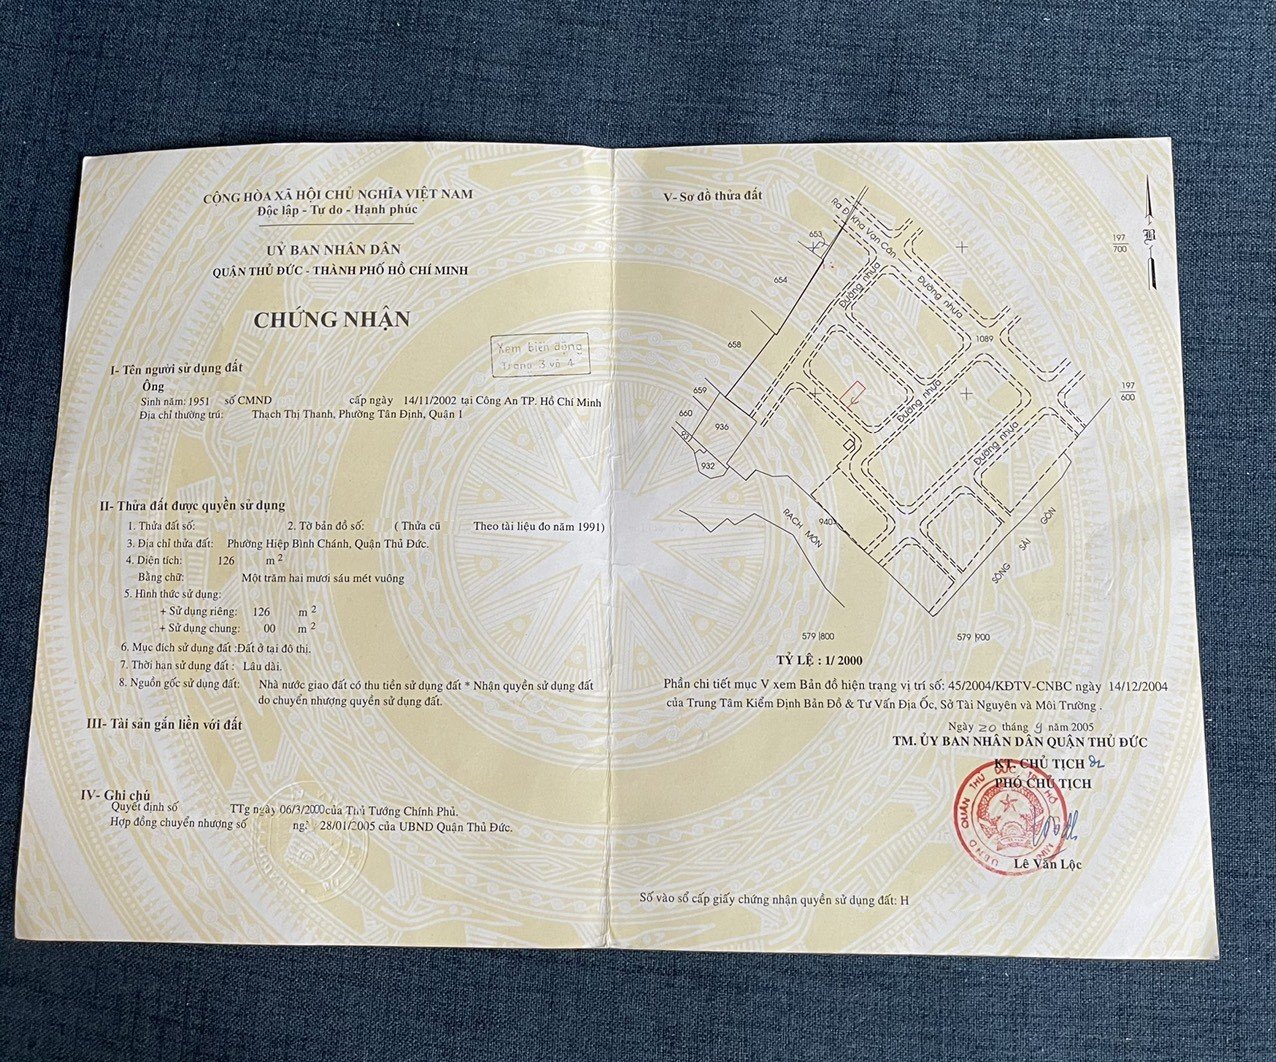 CỘNG HÒA XÃ HỘI CHỦ NGHĨA VIỆT NAM
Độc lập - Tự do - Hạnh phúc
UỶ BAN NHÂN DÂN
QUẬN THỦ ĐỨC - THÀNH PHỐ HỒ CHÍ MINH
CHỨNG NHẬN
Xem biến động
Trang 3 và 4
I- Tên người sử dụng đất
Ông
Sinh năm: 1951 số CMND cấp ngày 14/11/2002 tại Công An TP. Hồ Chí Minh
Địa chỉ thường trú: Thạch Thị Thanh, Phường Tân Định, Quận 1
II- Thửa đất được quyền sử dụng
1. Thửa đất số: 2. Tờ bản đồ số: ( Thửa cũ Theo tài liệu đo năm 1991)
3. Địa chỉ thửa đất: Phường Hiệp Bình Chánh, Quận Thủ Đức.
4. Diện tích: 126 m 2
Bằng chữ: Một trăm hai mươi sáu mét vuông
5. Hình thức sử dụng:
+ Sử dụng riêng: 126 m 2
+ Sử dụng chung: 00 m 2
6. Mục đích sử dụng đất :Đất ở tại đô thị.
7. Thời hạn sử dụng đất : Lâu dài.
8. Nguồn gốc sử dụng đất: Nhà nước giao đất có thu tiền sử dụng đất * Nhận quyền sử dụng đất
do chuyển nhượng quyền sử dụng đất.
III- Tài sản gắn liền với đất
IV- Ghi chú
Quyết định số TTg ngày 06/3/2000 của Thủ Tướng Chính Phủ.
Hợp đồng chuyển nhượng số ng: 28/01/2005 của UBND Quận Thủ Đức.
V- Sơ đồ thửa đất
Ra Đ Kha Vạn Cân
653
654
658
659
660
936
93
932
940
1089
Đường nhựa
Đường nhựa
Đường nhựa
Đường nhựa
RẠCH MÔN
SÔNG SÀI GÒN
B
197
700
197
600
579 |800
579 |900
TỶ LỆ : 1/ 2000
Phần chi tiết mục V xem Bản đồ hiện trạng vị trí số: 45/2004/KĐTV-CNBC ngày 14/12/2004
của Trung Tâm Kiểm Định Bản Đồ & Tư Vấn Địa Ốc, Sở Tài Nguyên và Môi Trường .
Ngày 20 tháng 9 năm 2005
TM. ỦY BAN NHÂN DÂN QUẬN THỦ ĐỨC
KT. CHỦ TỊCH
PHÓ CHỦ TỊCH
Lê Văn Lộc
Số vào sổ cấp giấy chứng nhận quyền sử dụng đất: H